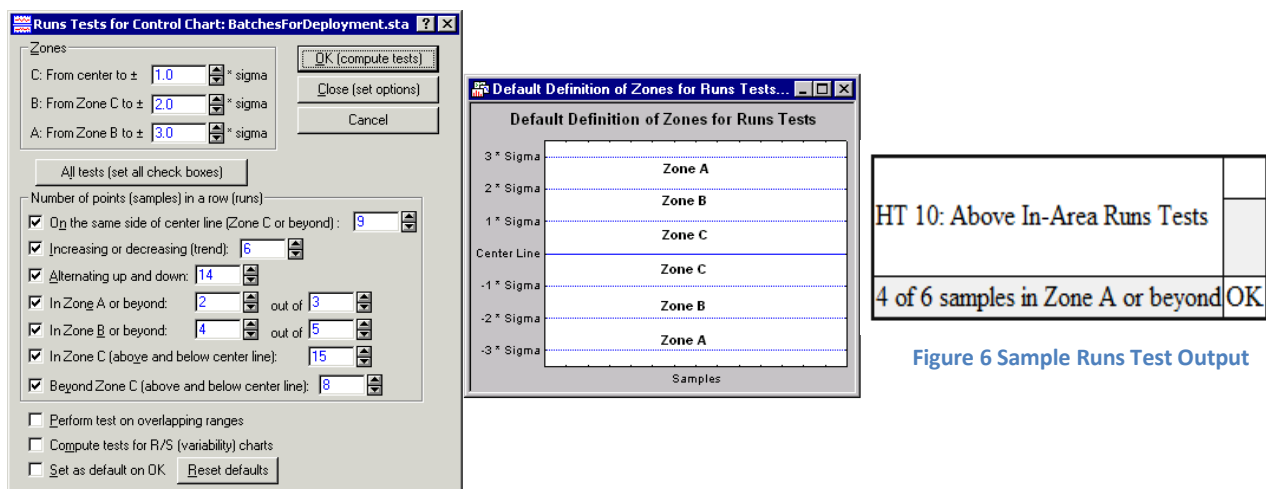 Runs Tests for Control Chart: BatchesForDeployment.sta
Zones
C: From center to ± 1.0 * sigma
B: From Zone C to ± 2.0 * sigma
A: From Zone B to ± 3.0 * sigma
OK (compute tests)
Close (set options)
Cancel
All tests (set all check boxes)
Number of points (samples) in a row (runs)
On the same side of center line (Zone C or beyond) : 9
Increasing or decreasing (trend): 6
Alternating up and down: 14
In Zone A or beyond: 2 out of 3
In Zone B or beyond: 4 out of 5
In Zone C (above and below center line): 15
Beyond Zone C (above and below center line): 8
Perform test on overlapping ranges
Compute tests for R/S (variability) charts
Set as default on OK Reset defaults
Default Definition of Zones for Runs Tests...
Default Definition of Zones for Runs Tests
3 * Sigma
Zone A
2 * Sigma
Zone B
1 * Sigma
Zone C
Center Line
Zone C
-1 * Sigma
Zone B
-2 * Sigma
Zone A
-3 * Sigma
Samples
HT 10: Above In-Area Runs Tests
4 of 6 samples in Zone A or beyond OK
Figure 6 Sample Runs Test Output